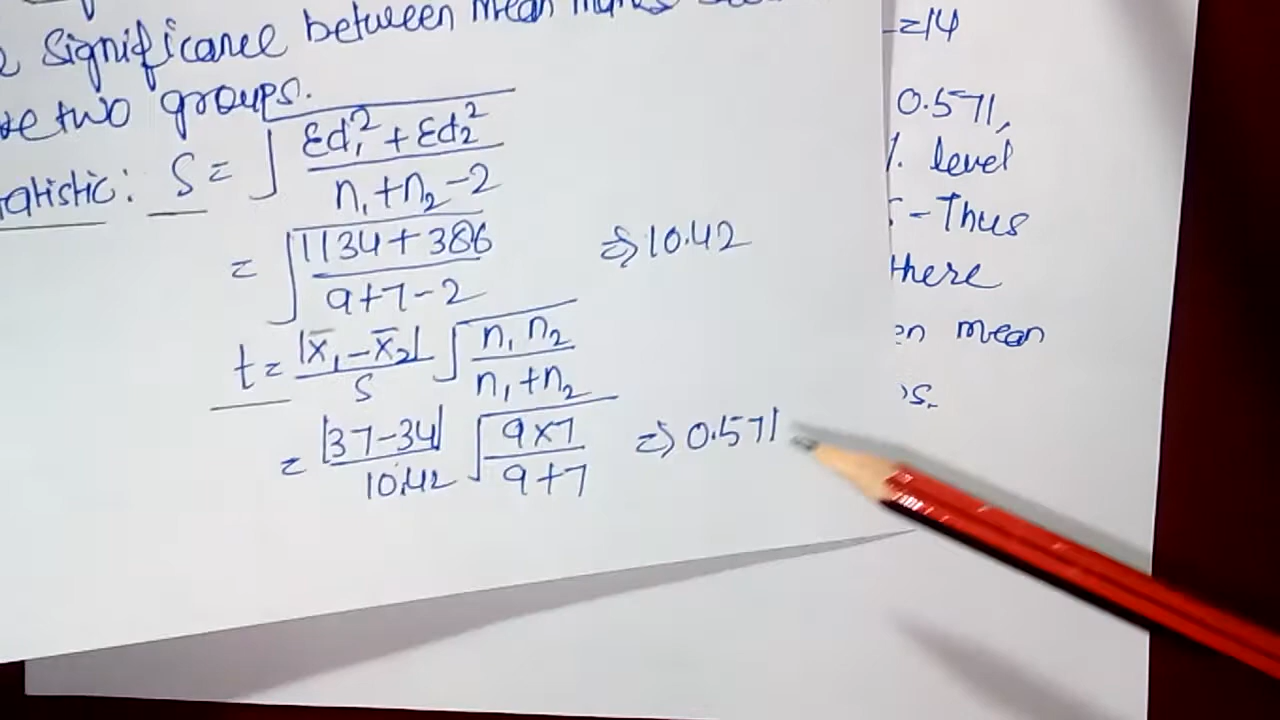 Significance between mean marks
two groups.
S = √ Σd₁² + Σd₂² / n₁+n₂-2
= √ 1134 + 386 / 9+7-2 ⇒ 10.42
t = |x̄₁ - x̄₂| / S √ n₁ n₂ / n₁ + n₂
= |37-34| / 10.42 √ 9×7 / 9+7 ⇒ 0.571
=14
0.571,
level
Thus
there
mean